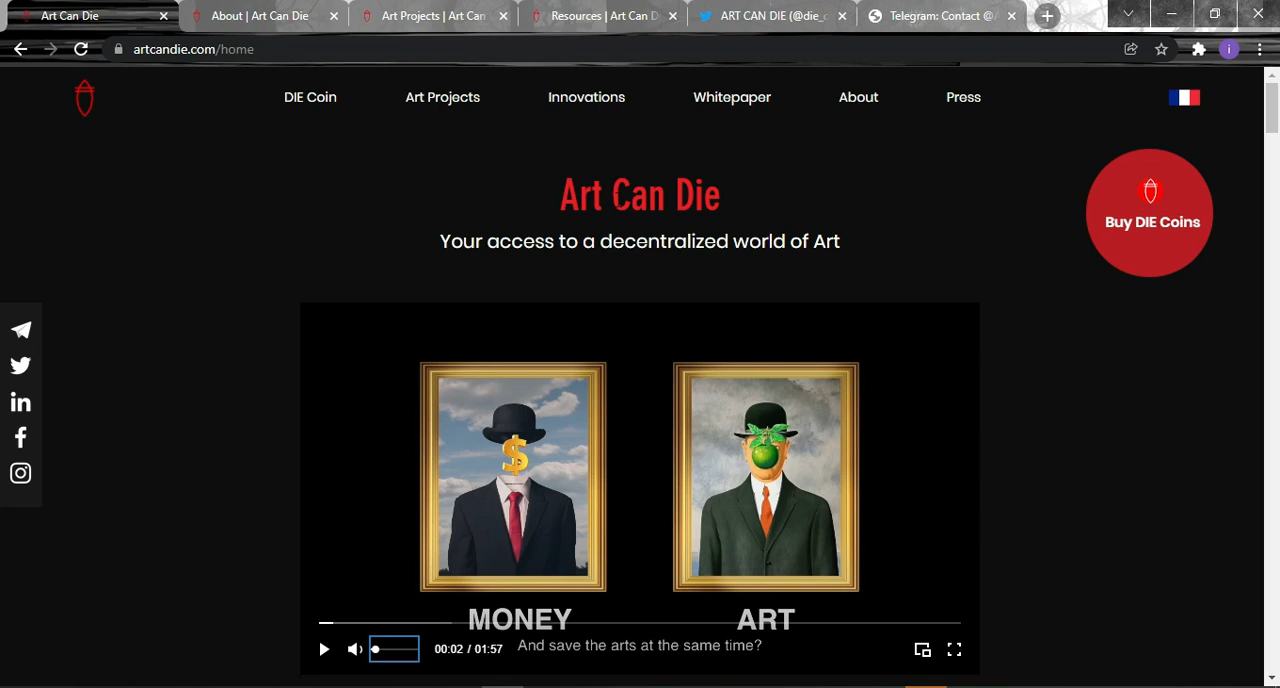 Art Can Die
About | Art Can Die
Art Projects | Art Can
Resources | Art Can D
ART CAN DIE (@die_
Telegram: Contact @
artcandie.com/home
DIE Coin
Art Projects
Innovations
Whitepaper
About
Press
Art Can Die
Your access to a decentralized world of Art
Buy DIE Coins
$
MONEY
ART
00:02 / 01:57
And save the arts at the same time?